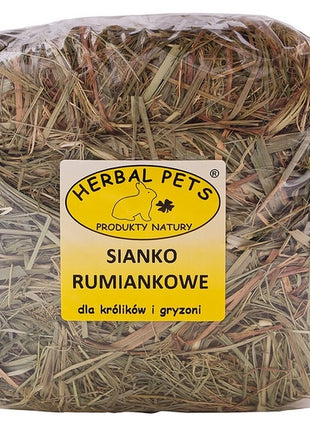 HERBAL PETS ®
PRODUKTY NATURY
SIANKO
RUMIANKOWE
dla królików i gryzoni